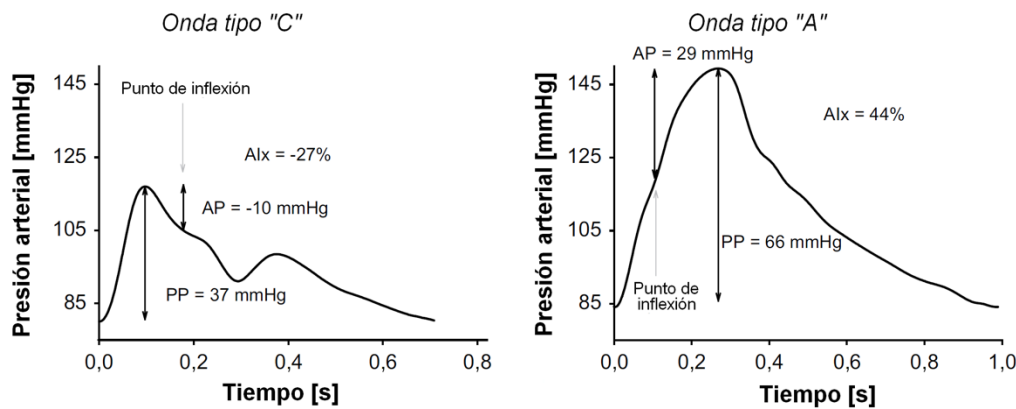 Onda tipo "C"
Presión arterial [mmHg]
145
125
105
85
Punto de inflexión
AIx = -27%
AP = -10 mmHg
PP = 37 mmHg
0,0
0,2
0,4
0,6
0,8
Tiempo [s]
Onda tipo "A"
Presión arterial [mmHg]
145
125
105
85
AP = 29 mmHg
AIx = 44%
PP = 66 mmHg
Punto de
inflexión
0,0
0,2
0,4
0,6
0,8
1,0
Tiempo [s]